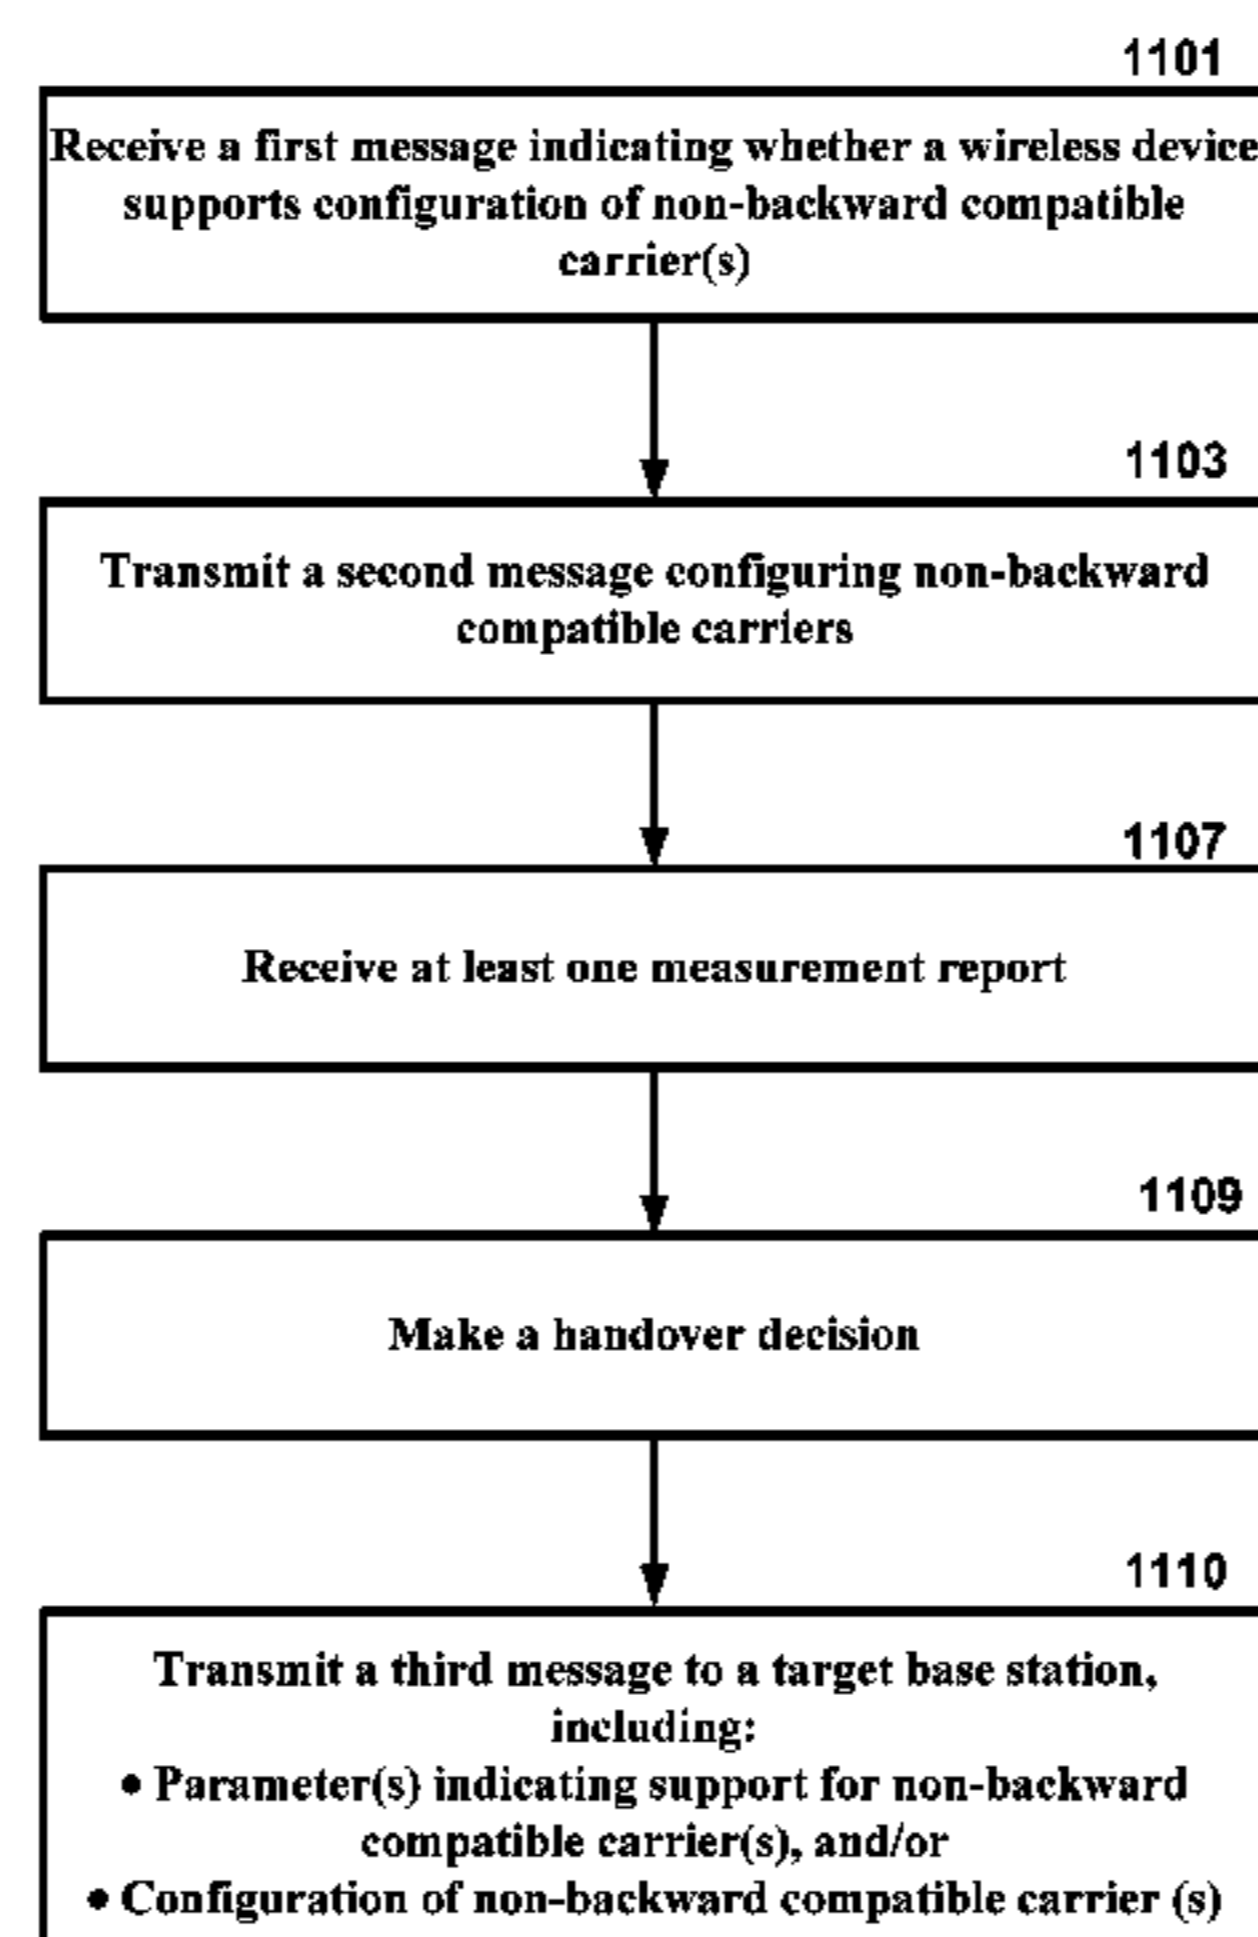 1101
Receive a first message indicating whether a wireless device
supports configuration of non-backward compatible
carrier(s)
1103
Transmit a second message configuring non-backward
compatible carriers
1107
Receive at least one measurement report
1109
Make a handover decision
1110
Transmit a third message to a target base station,
including:
• Parameter(s) indicating support for non-backward
compatible carrier(s), and/or
• Configuration of non-backward compatible carrier (s)